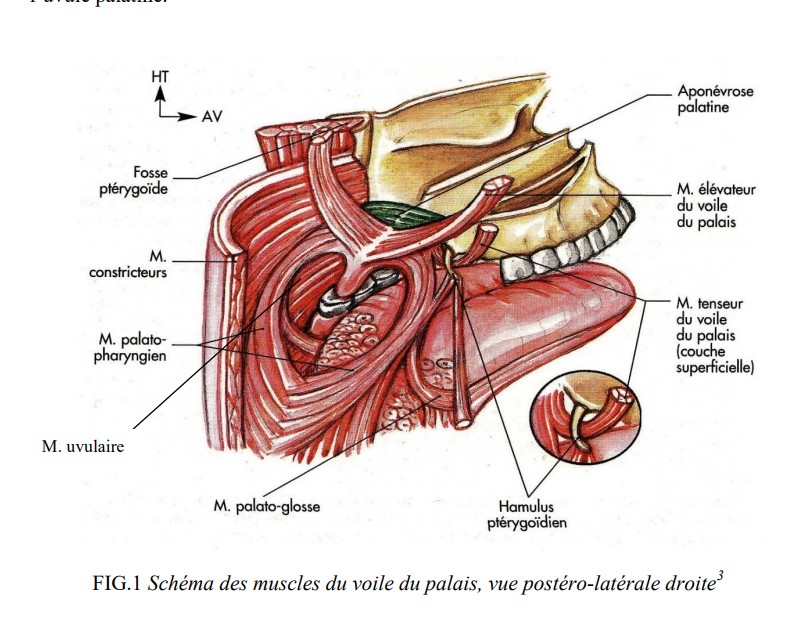 HT
AV
Aponévrose
palatine
Fosse
ptérygoïde
M. élévateur
du voile
du palais
M.
constricteurs
M. tenseur
du voile
du palais
(couche
superficielle)
M. palato-
pharyngien
M. uvulaire
M. palato-glosse
Hamulus
ptérygoïdien
FIG.1 Schéma des muscles du voile du palais, vue postéro-latérale droite3